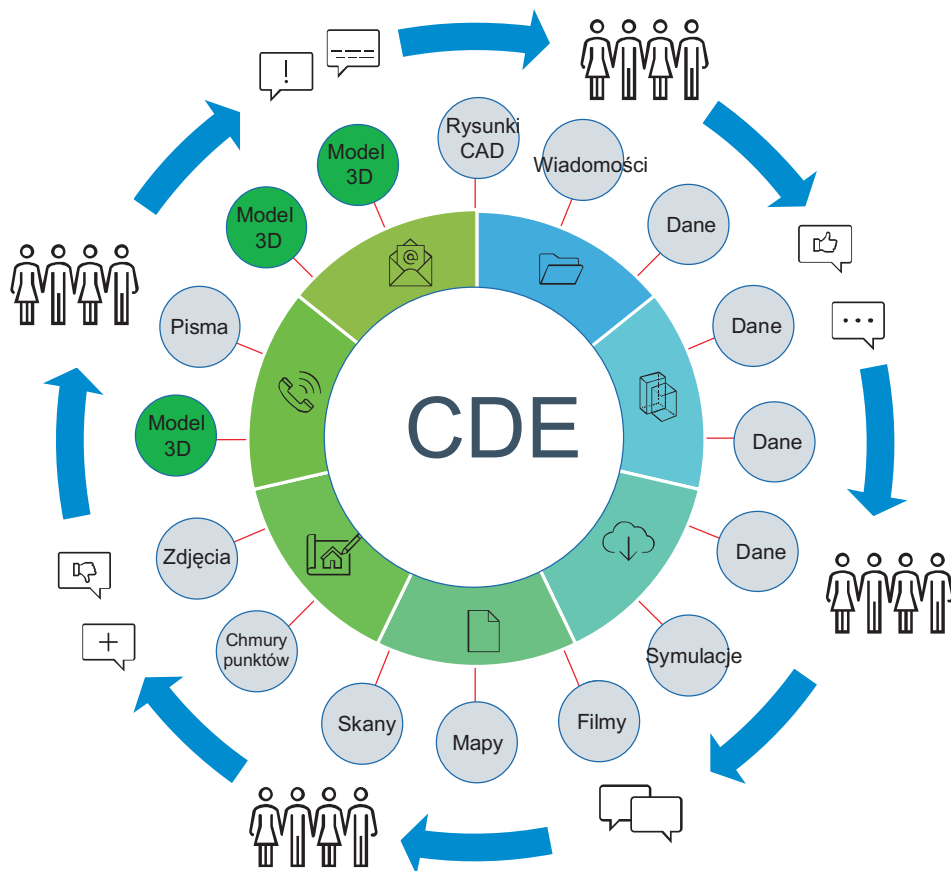 Rysunki
CAD
Wiadomości
Dane
Dane
Dane
Dane
Symulacje
Filmy
Mapy
Skany
Chmury
punktów
Zdjęcia
Model
3D
Pisma
Model
3D
Model
3D
CDE